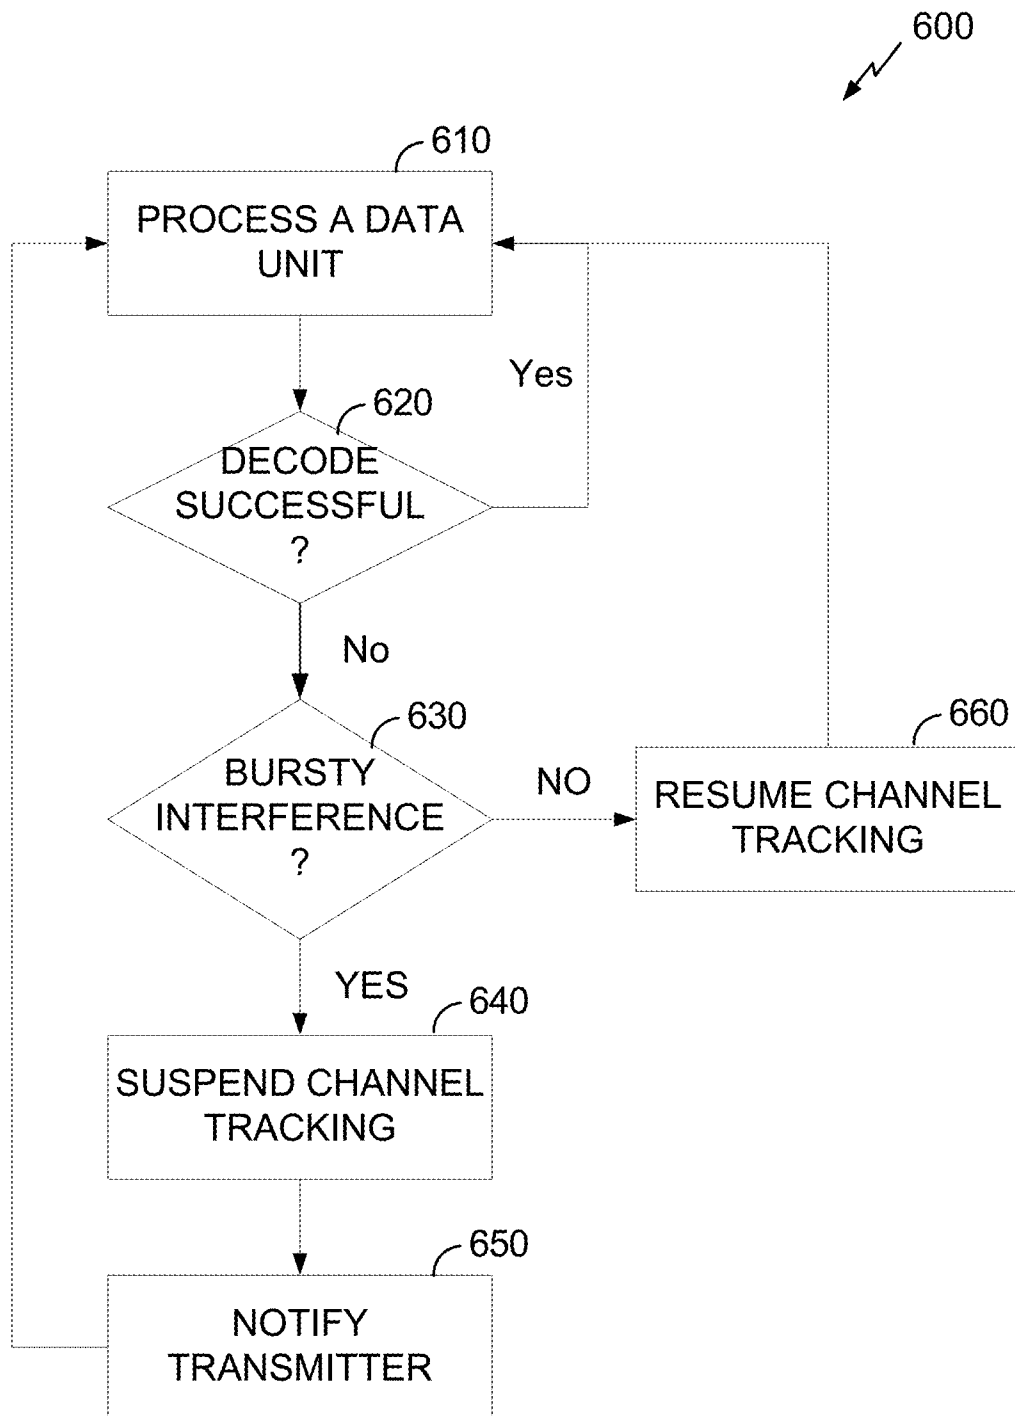 600
610
PROCESS A DATA
UNIT
Yes
620
DECODE
SUCCESSFUL
?
No
630
BURSTY
INTERFERENCE
?
NO
660
RESUME CHANNEL
TRACKING
YES
640
SUSPEND CHANNEL
TRACKING
650
NOTIFY
TRANSMITTER